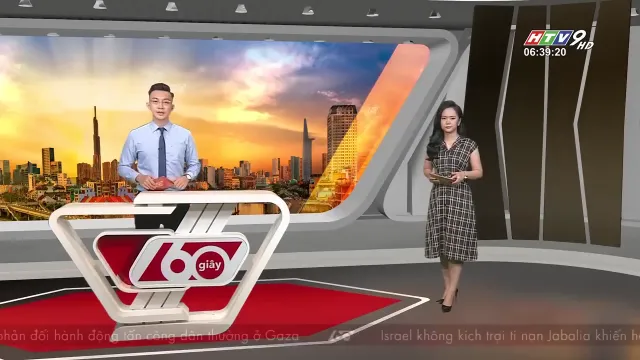 HTV9 HD
06:39:20
60 giây
phản đối hành động tấn công dân thường ở Gaza 60 Israel không kích trại tị nạn Jabalia khiến